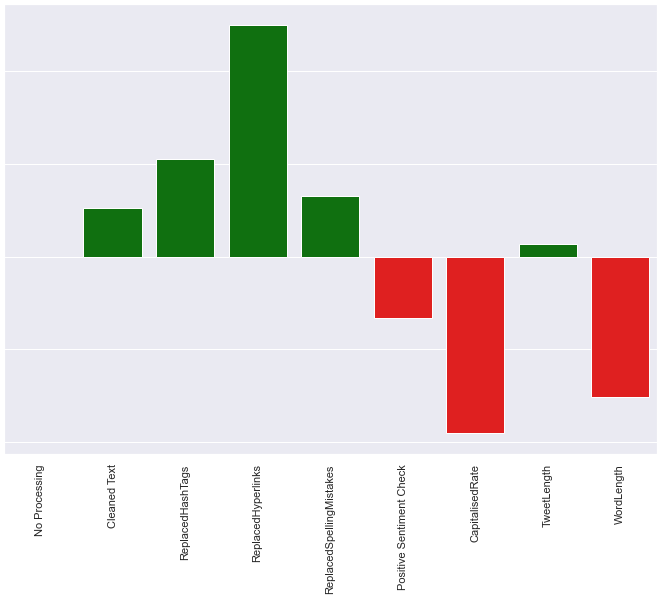 No Processing
Cleaned Text
ReplacedHashTags
ReplacedHyperlinks
ReplacedSpellingMistakes
Positive Sentiment Check
CapitalisedRate
TweetLength
WordLength